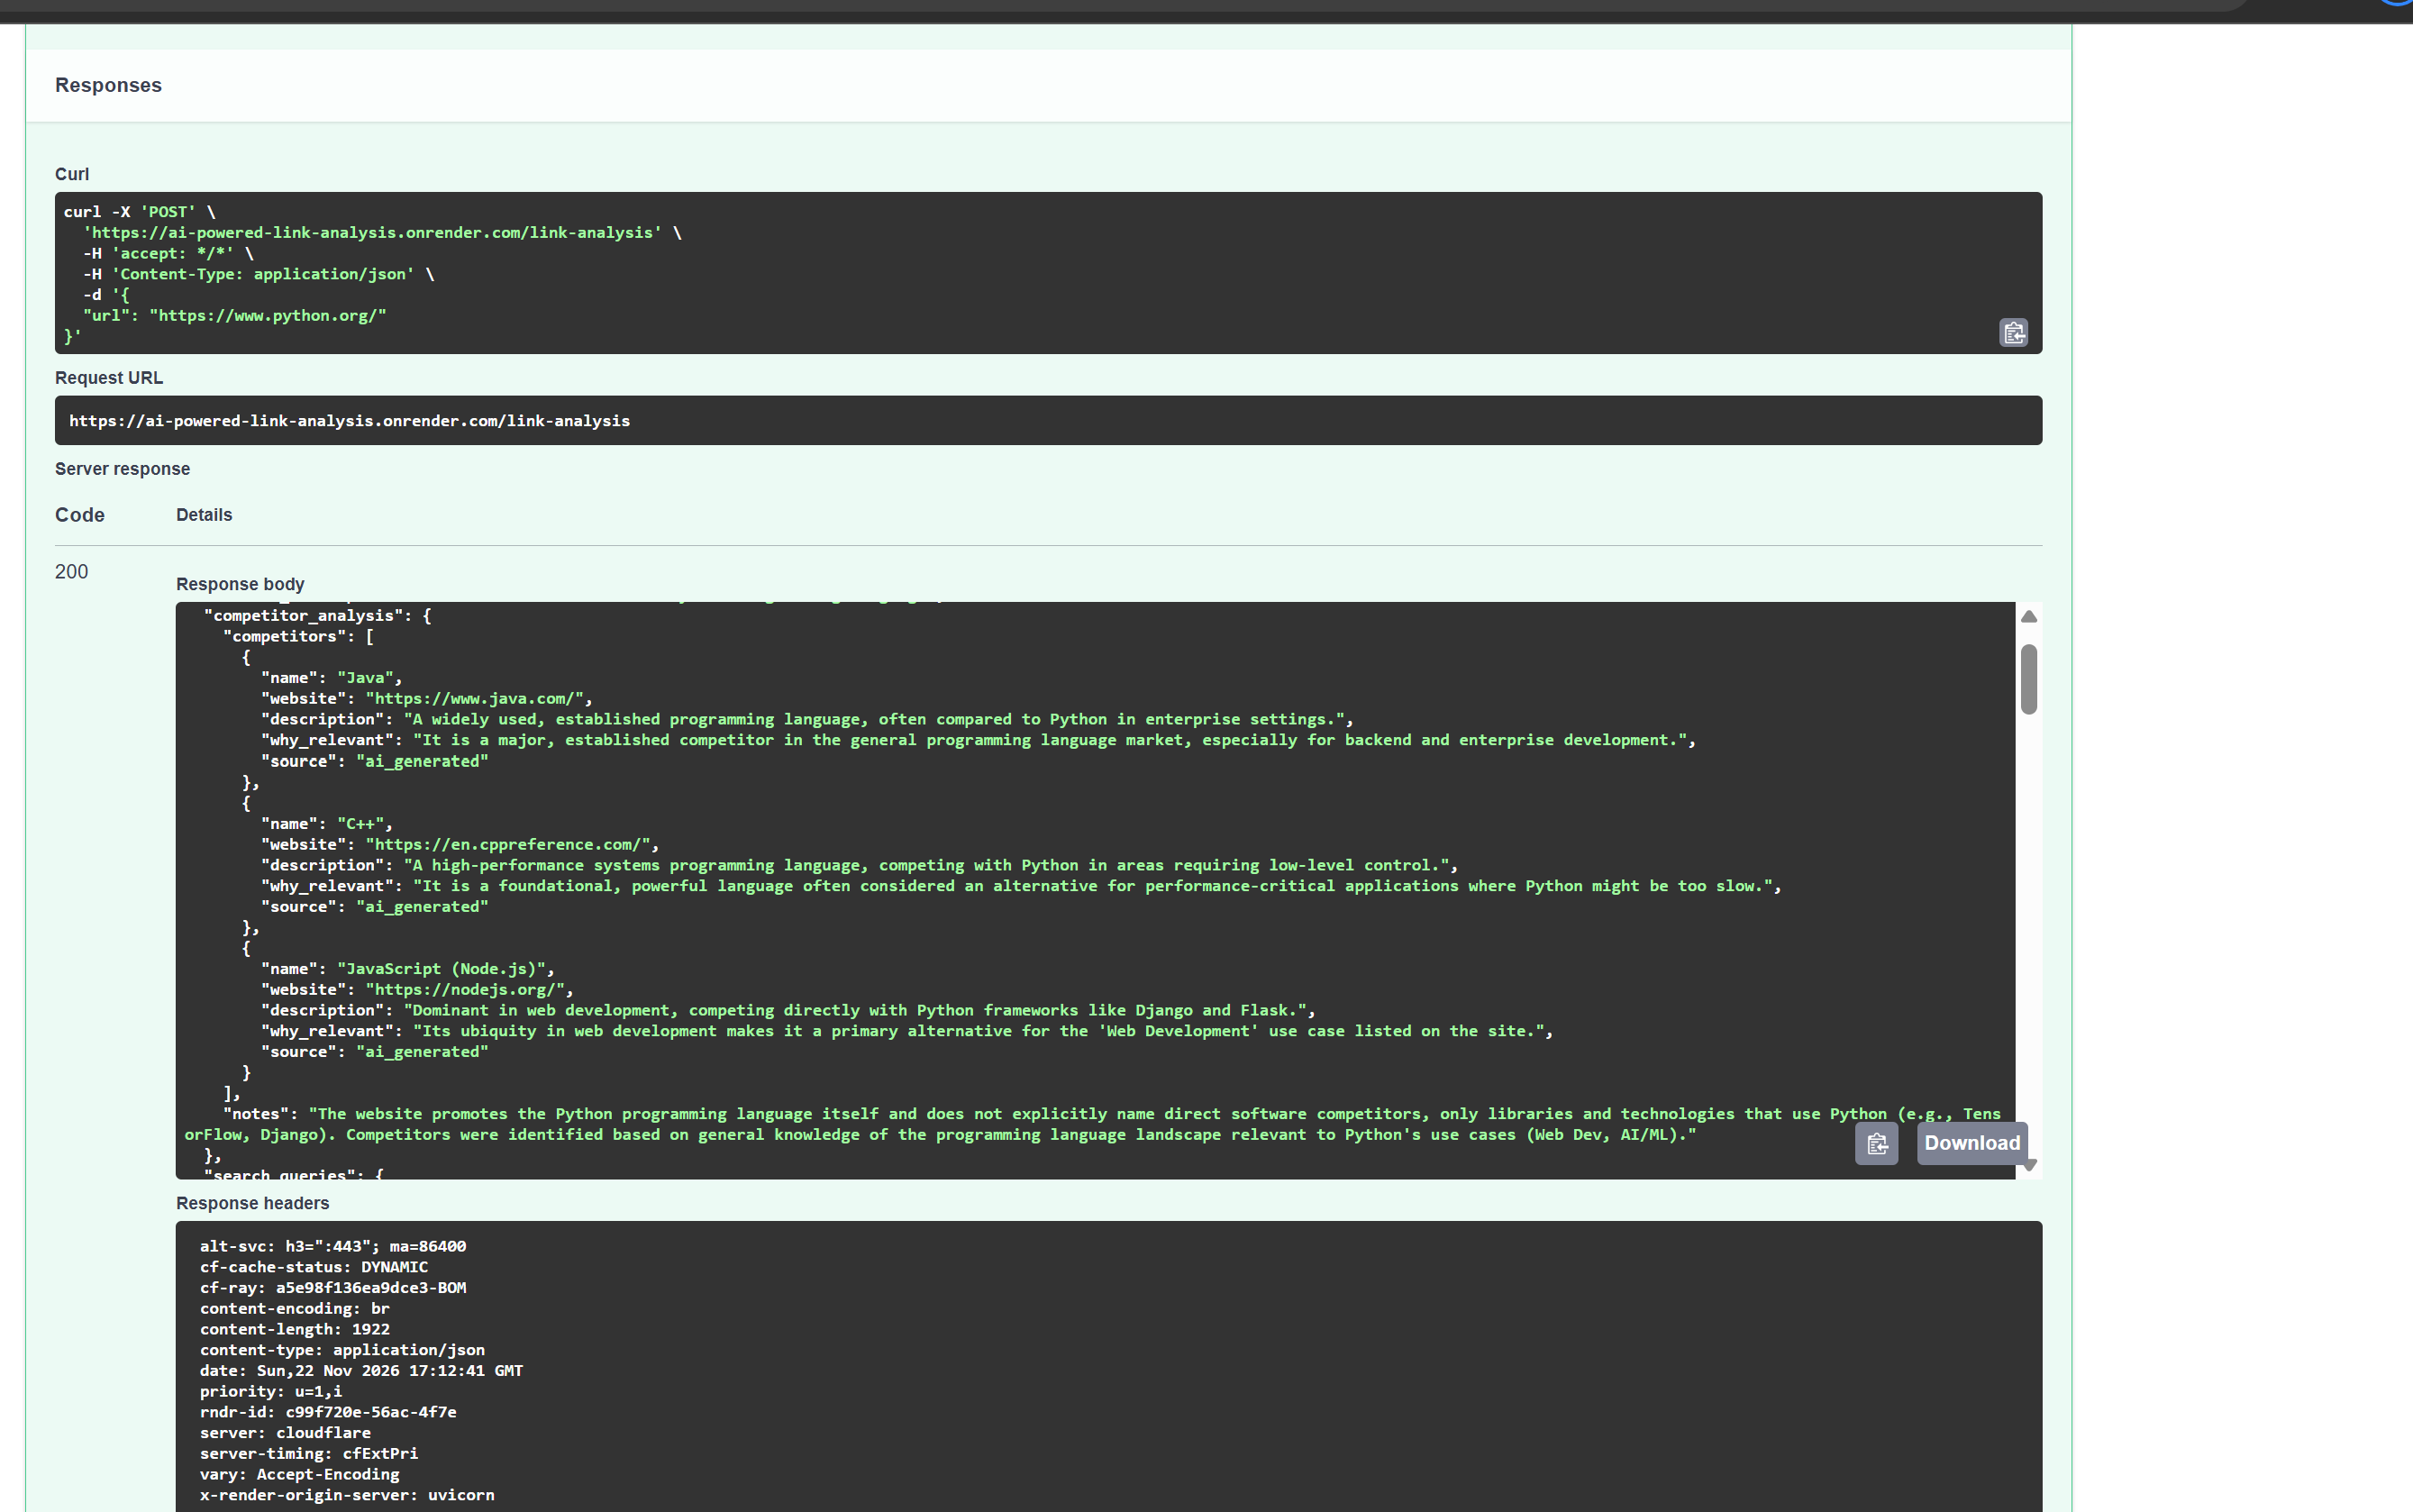 Responses
Curl
curl -X 'POST' \
  'https://ai-powered-link-analysis.onrender.com/link-analysis' \
  -H 'accept: */*' \
  -H 'Content-Type: application/json' \
  -d '{
  "url": "https://www.python.org/"
}'
Request URL
https://ai-powered-link-analysis.onrender.com/link-analysis
Server response
Code Details
200
Response body
  "competitor_analysis": {
    "competitors": [
      {
        "name": "Java",
        "website": "https://www.java.com/",
        "description": "A widely used, established programming language, often compared to Python in enterprise settings.",
        "why_relevant": "It is a major, established competitor in the general programming language market, especially for backend and enterprise development.",
        "source": "ai_generated"
      },
      {
        "name": "C++",
        "website": "https://en.cppreference.com/",
        "description": "A high-performance systems programming language, competing with Python in areas requiring low-level control.",
        "why_relevant": "It is a foundational, powerful language often considered an alternative for performance-critical applications where Python might be too slow.",
        "source": "ai_generated"
      },
      {
        "name": "JavaScript (Node.js)",
        "website": "https://nodejs.org/",
        "description": "Dominant in web development, competing directly with Python frameworks like Django and Flask.",
        "why_relevant": "Its ubiquity in web development makes it a primary alternative for the 'Web Development' use case listed on the site.",
        "source": "ai_generated"
      }
    ],
    "notes": "The website promotes the Python programming language itself and does not explicitly name direct software competitors, only libraries and technologies that use Python (e.g., Tens
orFlow, Django). Competitors were identified based on general knowledge of the programming language landscape relevant to Python's use cases (Web Dev, AI/ML)."
  },
  "search_queries": {
Download
Response headers
alt-svc: h3=":443"; ma=86400
cf-cache-status: DYNAMIC
cf-ray: a5e98f136ea9dce3-BOM
content-encoding: br
content-length: 1922
content-type: application/json
date: Sun,22 Nov 2026 17:12:41 GMT
priority: u=1,i
rndr-id: c99f720e-56ac-4f7e
server: cloudflare
server-timing: cfExtPri
vary: Accept-Encoding
x-render-origin-server: uvicorn